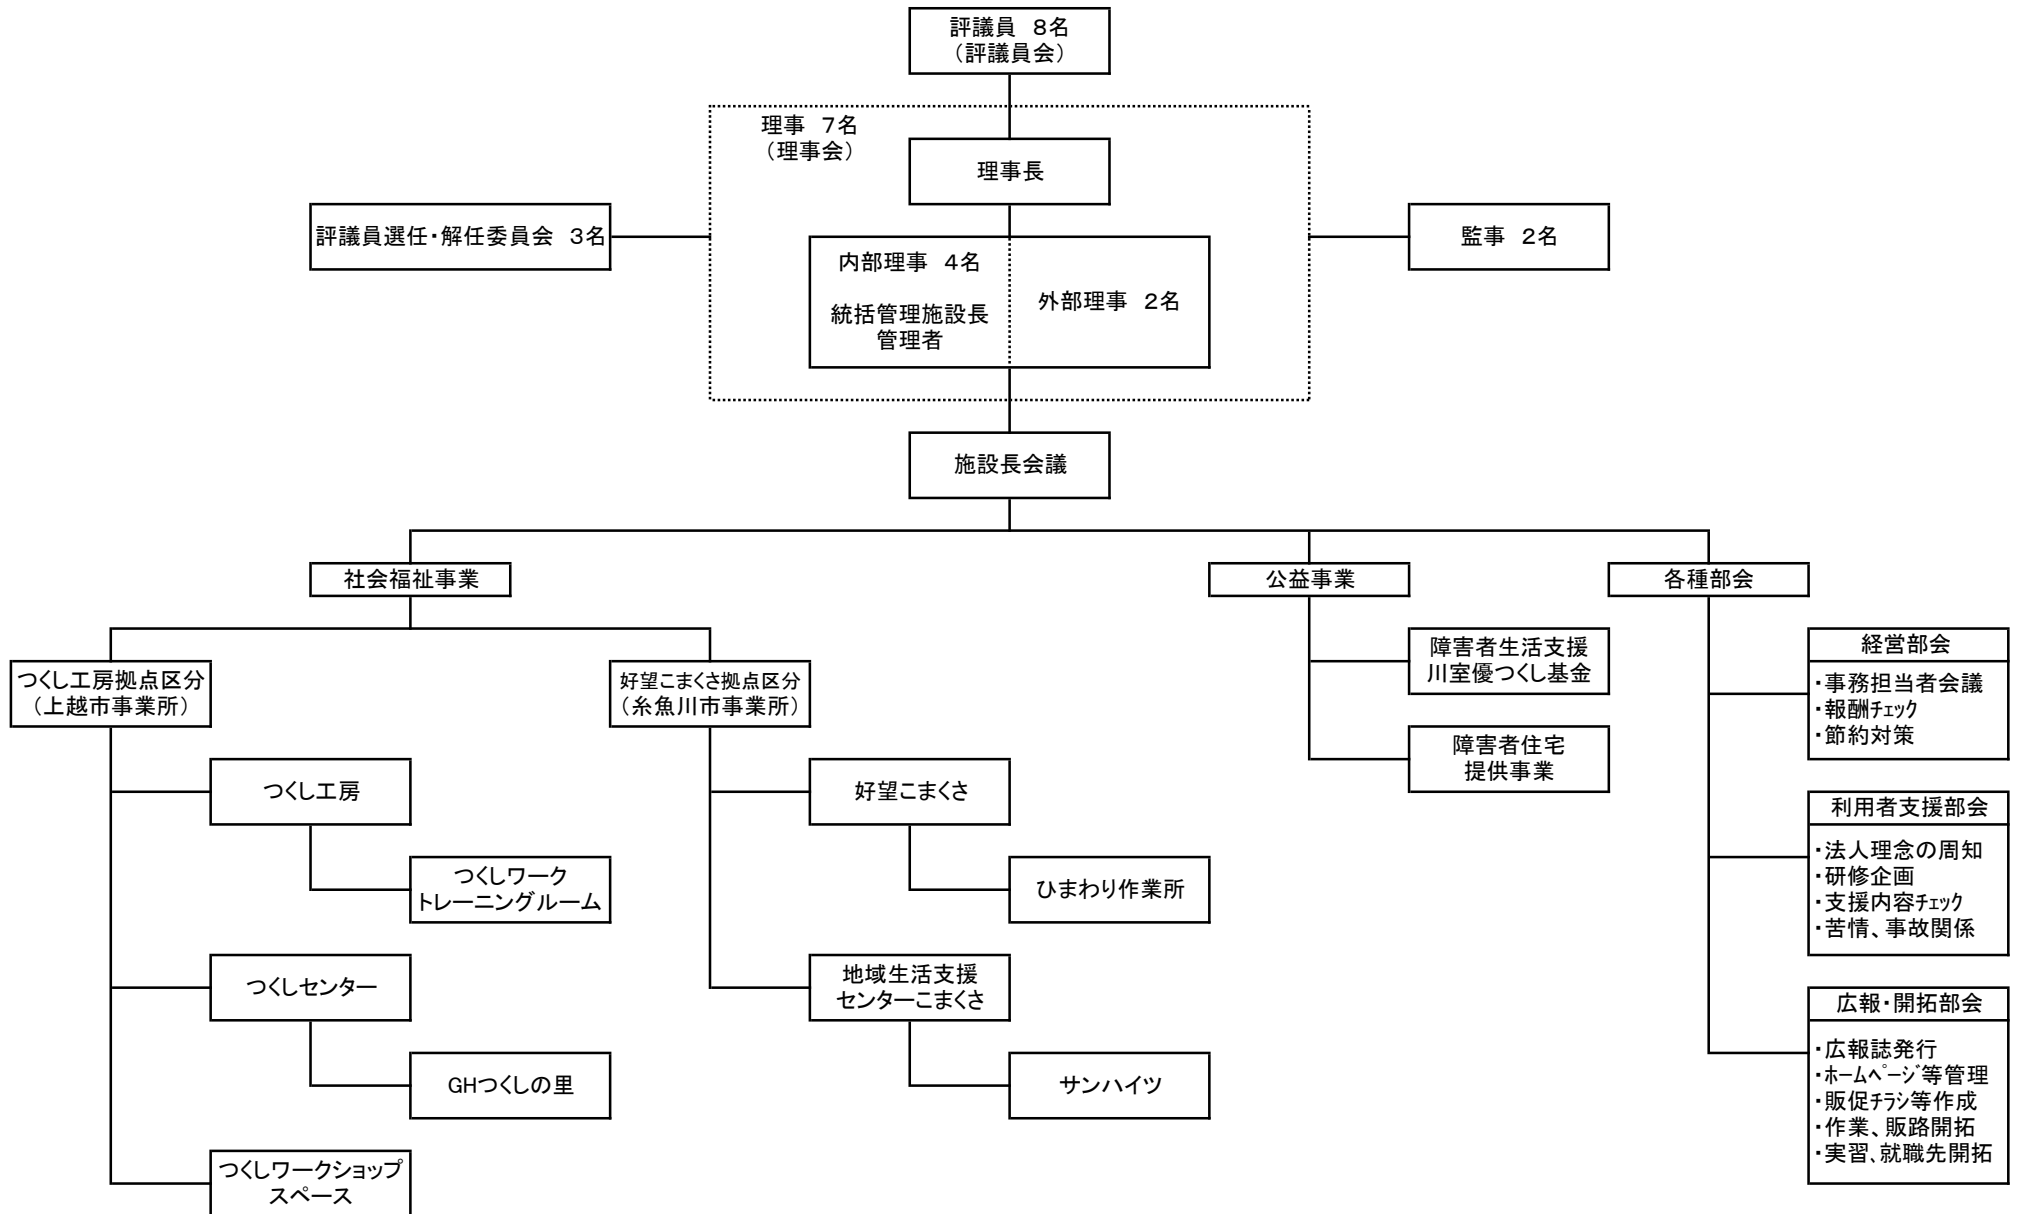 評議員　8名
（評議員会）
理事　7名
（理事会）
理事長
評議員選任・解任委員会　3名
監事　2名
内部理事　4名
統括管理施設長
管理者
外部理事　2名
施設長会議
社会福祉事業
公益事業
各種部会
つくし工房拠点区分
（上越市事業所）
つくし工房
つくしワーク
トレーニングルーム
つくしセンター
GHつくしの里
つくしワークショップ
スペース
好望こまくさ拠点区分
（糸魚川市事業所）
好望こまくさ
ひまわり作業所
地域生活支援
センターこまくさ
サンハイツ
障害者生活支援
川室優つくし基金
障害者住宅
提供事業
経営部会
・事務担当者会議
・報酬ﾁｪｯｸ
・節約対策
利用者支援部会
・法人理念の周知
・研修企画
・支援内容ﾁｪｯｸ
・苦情、事故関係
広報・開拓部会
・広報誌発行
・ﾎｰﾑﾍﾟｰｼﾞ等管理
・販促ﾁﾗｼ等作成
・作業、販路開拓
・実習、就職先開拓